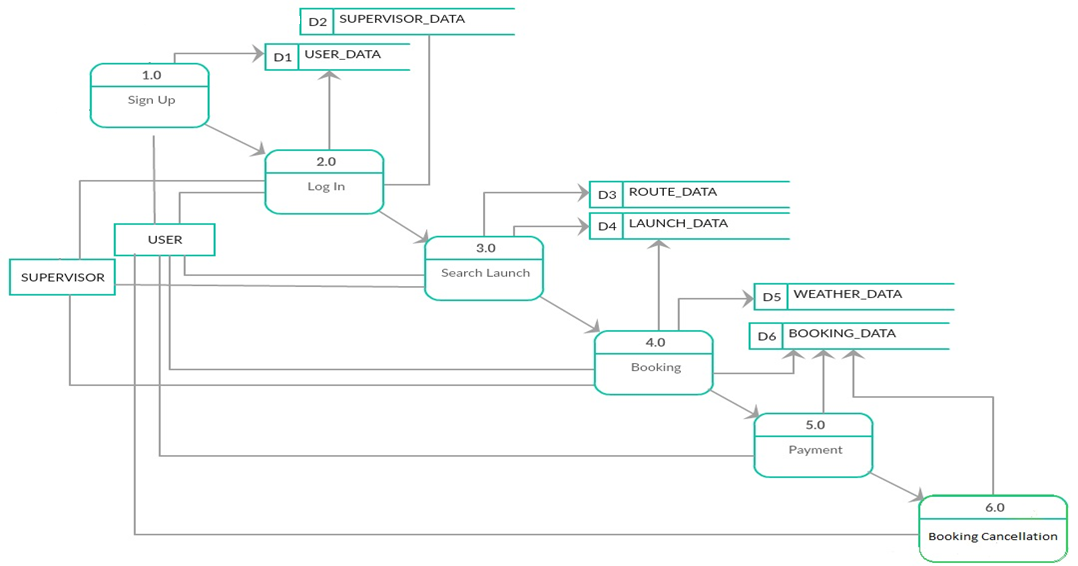 D2 SUPERVISOR_DATA
D1 USER_DATA
1.0
Sign Up
2.0
Log In
D3 ROUTE_DATA
D4 LAUNCH_DATA
USER
3.0
Search Launch
SUPERVISOR
D5 WEATHER_DATA
D6 BOOKING_DATA
4.0
Booking
5.0
Payment
6.0
Booking Cancellation